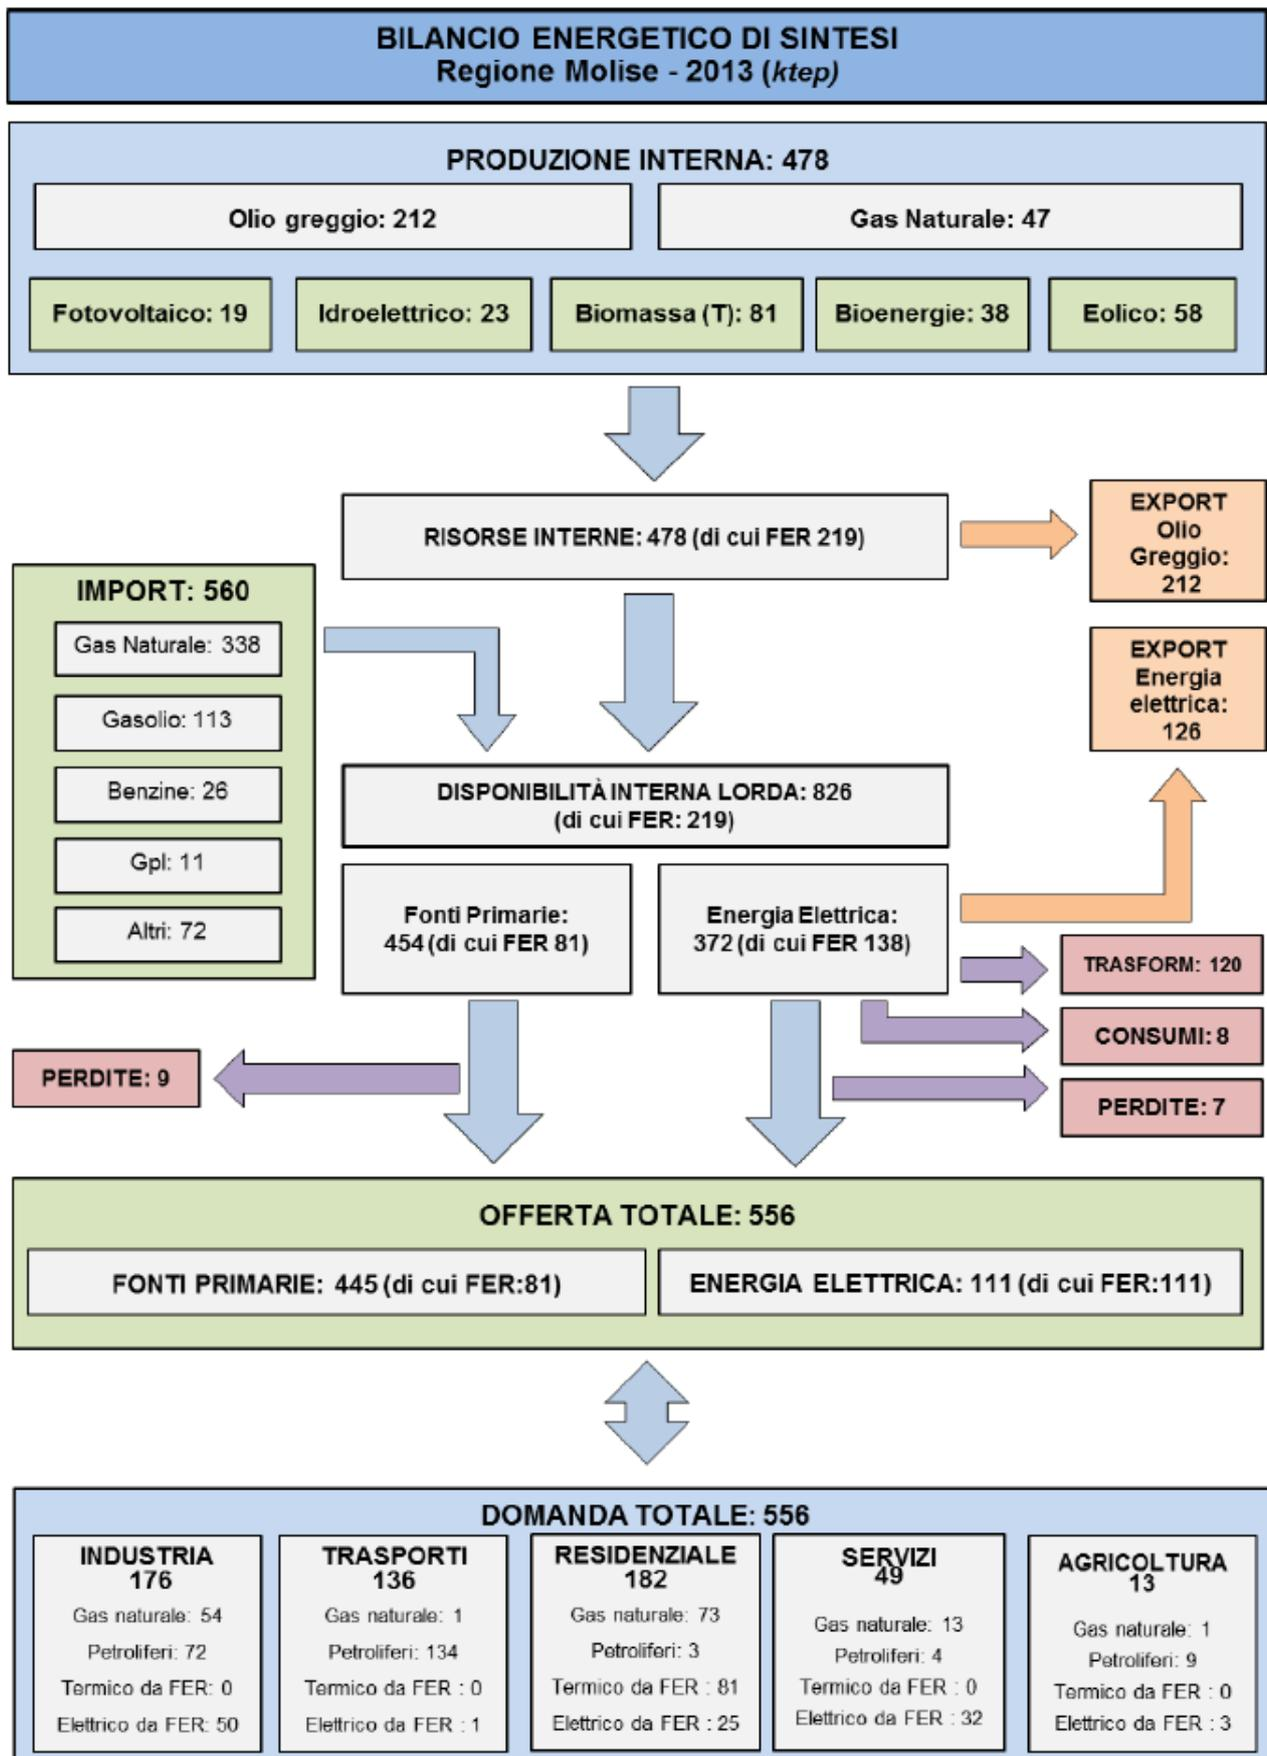 BILANCIO ENERGETICO DI SINTESI
Regione Molise - 2013 (ktep)
PRODUZIONE INTERNA: 478
Olio greggio: 212
Gas Naturale: 47
Fotovoltaico: 19
Idroelettrico: 23
Biomassa (T): 81
Bioenergie: 38
Eolico: 58
RISORSE INTERNE: 478 (di cui FER 219)
EXPORT
Olio
Greggio:
212
IMPORT: 560
Gas Naturale: 338
Gasolio: 113
Benzine: 26
Gpl: 11
Altri: 72
EXPORT
Energia
elettrica:
126
DISPONIBILITÀ INTERNA LORDA: 826
(di cui FER: 219)
Fonti Primarie:
454 (di cui FER 81)
Energia Elettrica:
372 (di cui FER 138)
TRASFORM: 120
CONSUMI: 8
PERDITE: 7
PERDITE: 9
OFFERTA TOTALE: 556
FONTI PRIMARIE: 445 (di cui FER:81)
ENERGIA ELETTRICA: 111 (di cui FER:111)
DOMANDA TOTALE: 556
INDUSTRIA
176
Gas naturale: 54
Petroliferi: 72
Termico da FER: 0
Elettrico da FER: 50
TRASPORTI
136
Gas naturale: 1
Petroliferi: 134
Termico da FER : 0
Elettrico da FER : 1
RESIDENZIALE
182
Gas naturale: 73
Petroliferi: 3
Termico da FER : 81
Elettrico da FER : 25
SERVIZI
49
Gas naturale: 13
Petroliferi: 4
Termico da FER : 0
Elettrico da FER : 32
AGRICOLTURA
13
Gas naturale: 1
Petroliferi: 9
Termico da FER : 0
Elettrico da FER : 3